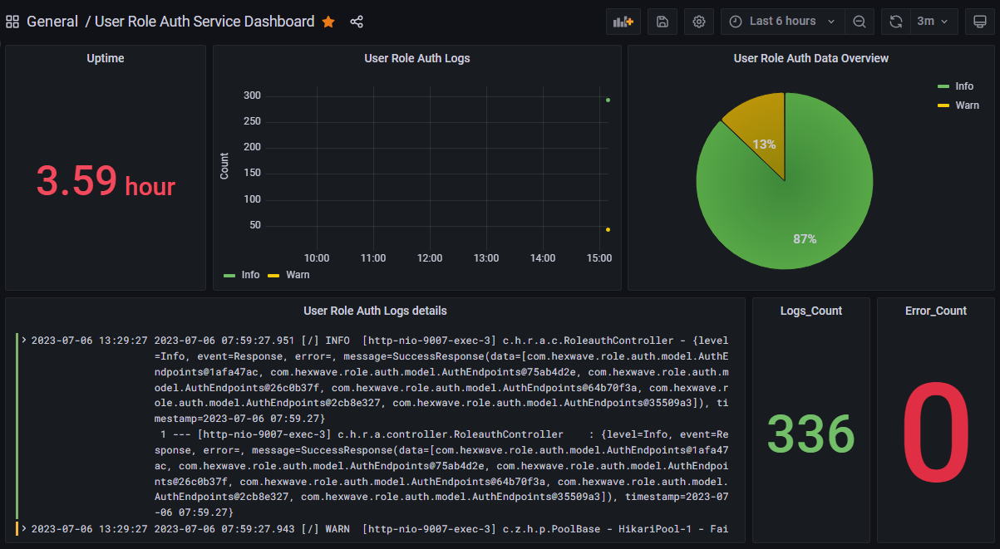 General / User Role Auth Service Dashboard
Last 6 hours
3m
Uptime
3.59 hour
User Role Auth Logs
Count
300
250
200
150
100
50
10:00 11:00 12:00 13:00 14:00 15:00
Info Warn
User Role Auth Data Overview
Info
Warn
13%
87%
User Role Auth Logs details
2023-07-06 13:29:27 2023-07-06 07:59:27.951 [/] INFO [http-nio-9007-exec-3] c.h.r.a.c.RoleauthController - {level
=Info, event=Response, error=, message=SuccessResponse(data=[com.hexwave.role.auth.model.AuthE
ndpoints@1afa47ac, com.hexwave.role.auth.model.AuthEndpoints@75ab4d2e, com.hexwave.role.auth.m
odel.AuthEndpoints@26c0b37f, com.hexwave.role.auth.model.AuthEndpoints@64b70f3a, com.hexwave.r
ole.auth.model.AuthEndpoints@2cb8e327, com.hexwave.role.auth.model.AuthEndpoints@35509a3]), ti
mestamp=2023-07-06 07:59.27}
1 --- [http-nio-9007-exec-3] c.h.r.a.controller.RoleauthController : {level=Info, event=Re
sponse, error=, message=SuccessResponse(data=[com.hexwave.role.auth.model.AuthEndpoints@1afa47
ac, com.hexwave.role.auth.model.AuthEndpoints@75ab4d2e, com.hexwave.role.auth.model.AuthEndpoi
nts@26c0b37f, com.hexwave.role.auth.model.AuthEndpoints@64b70f3a, com.hexwave.role.auth.model.
AuthEndpoints@2cb8e327, com.hexwave.role.auth.model.AuthEndpoints@35509a3]), timestamp=2023-07
-06 07:59.27}
2023-07-06 13:29:27 2023-07-06 07:59:27.943 [/] WARN [http-nio-9007-exec-3] c.z.h.p.PoolBase - HikariPool-1 - Fai
Logs_Count
336
Error_Count
0